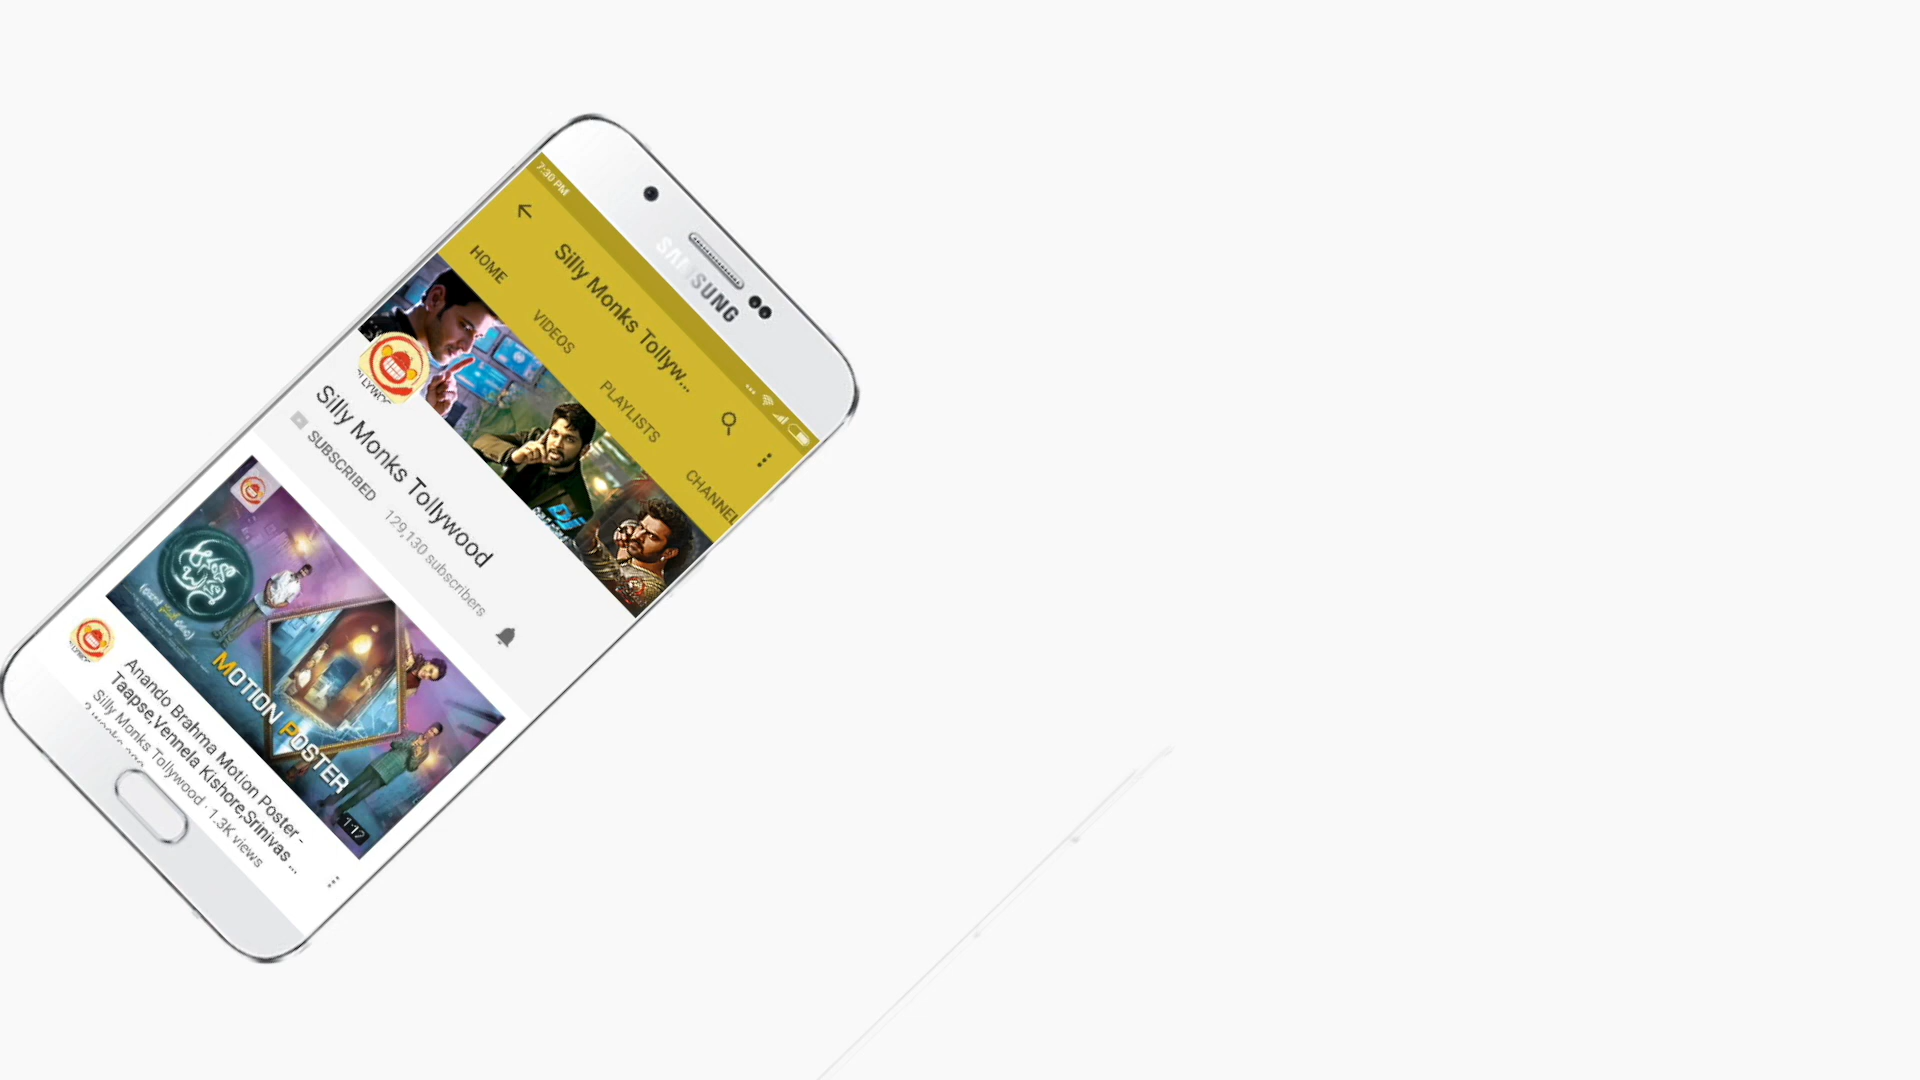 SAMSUNG
7:30 PM
Silly Monks Tollyw...
HOME
VIDEOS
PLAYLISTS
CHANNEL
DJ
Silly Monks Tollywood
SUBSCRIBED
129,130 subscribers
MOTION POSTER
1:12
Anando Brahma Motion Poster -
Taapse,Vennela Kishore,Srinivas ...
Silly Monks Tollywood · 1.3K views